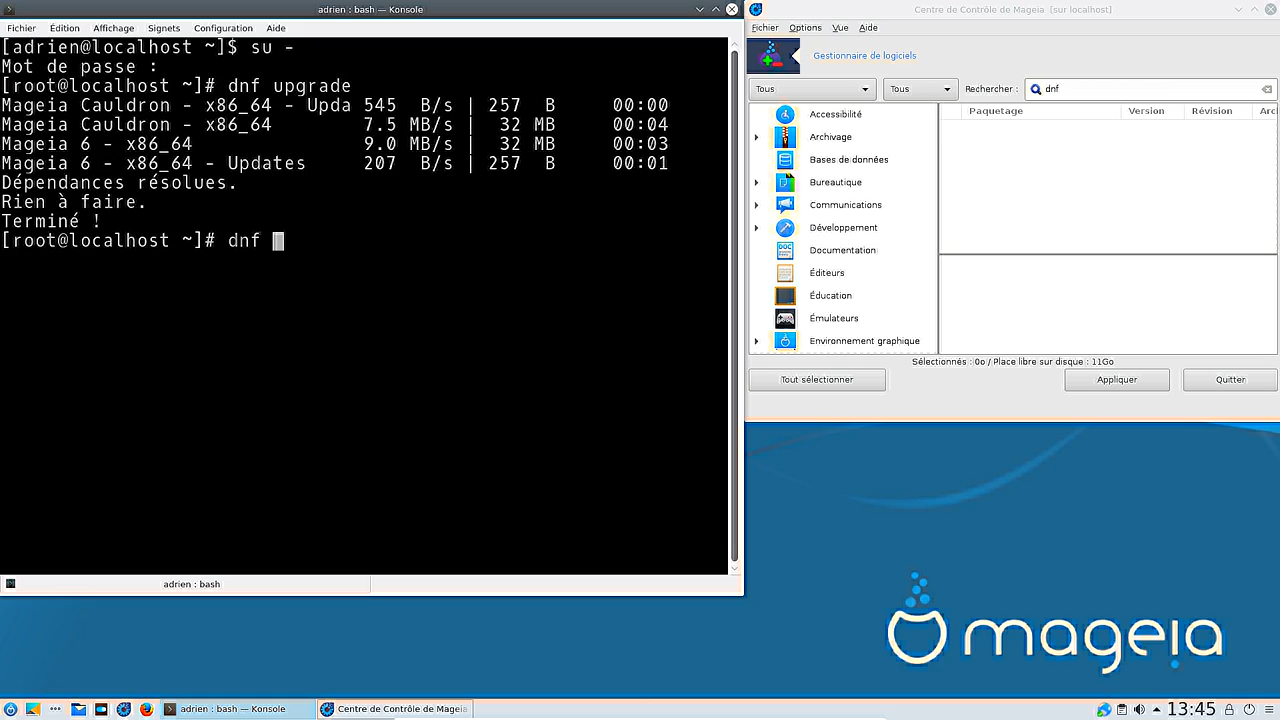 adrien : bash — Konsole
Fichier Édition Affichage Signets Configuration Aide
[adrien@localhost ~]$ su -
Mot de passe :
[root@localhost ~]# dnf upgrade
Mageia Cauldron - x86_64 - Upda 545 B/s | 257 B 00:00
Mageia Cauldron - x86_64 7.5 MB/s | 32 MB 00:04
Mageia 6 - x86_64 9.0 MB/s | 32 MB 00:03
Mageia 6 - x86_64 - Updates 207 B/s | 257 B 00:01
Dépendances résolues.
Rien à faire.
Terminé !
[root@localhost ~]# dnf
adrien : bash
Centre de Contrôle de Mageia [sur localhost]
Fichier Options Vue Aide
Gestionnaire de logiciels
Tous Tous Rechercher : dnf
Paquetage Version Révision Arc
Accessibilité
Archivage
Bases de données
Bureautique
Communications
Développement
DOC Documentation
Éditeurs
Éducation
Émulateurs
Environnement graphique
Sélectionnés : 0o / Place libre sur disque : 11Go
Tout sélectionner Appliquer Quitter
mageia
adrien : bash — Konsole Centre de Contrôle de Mageia 13:45